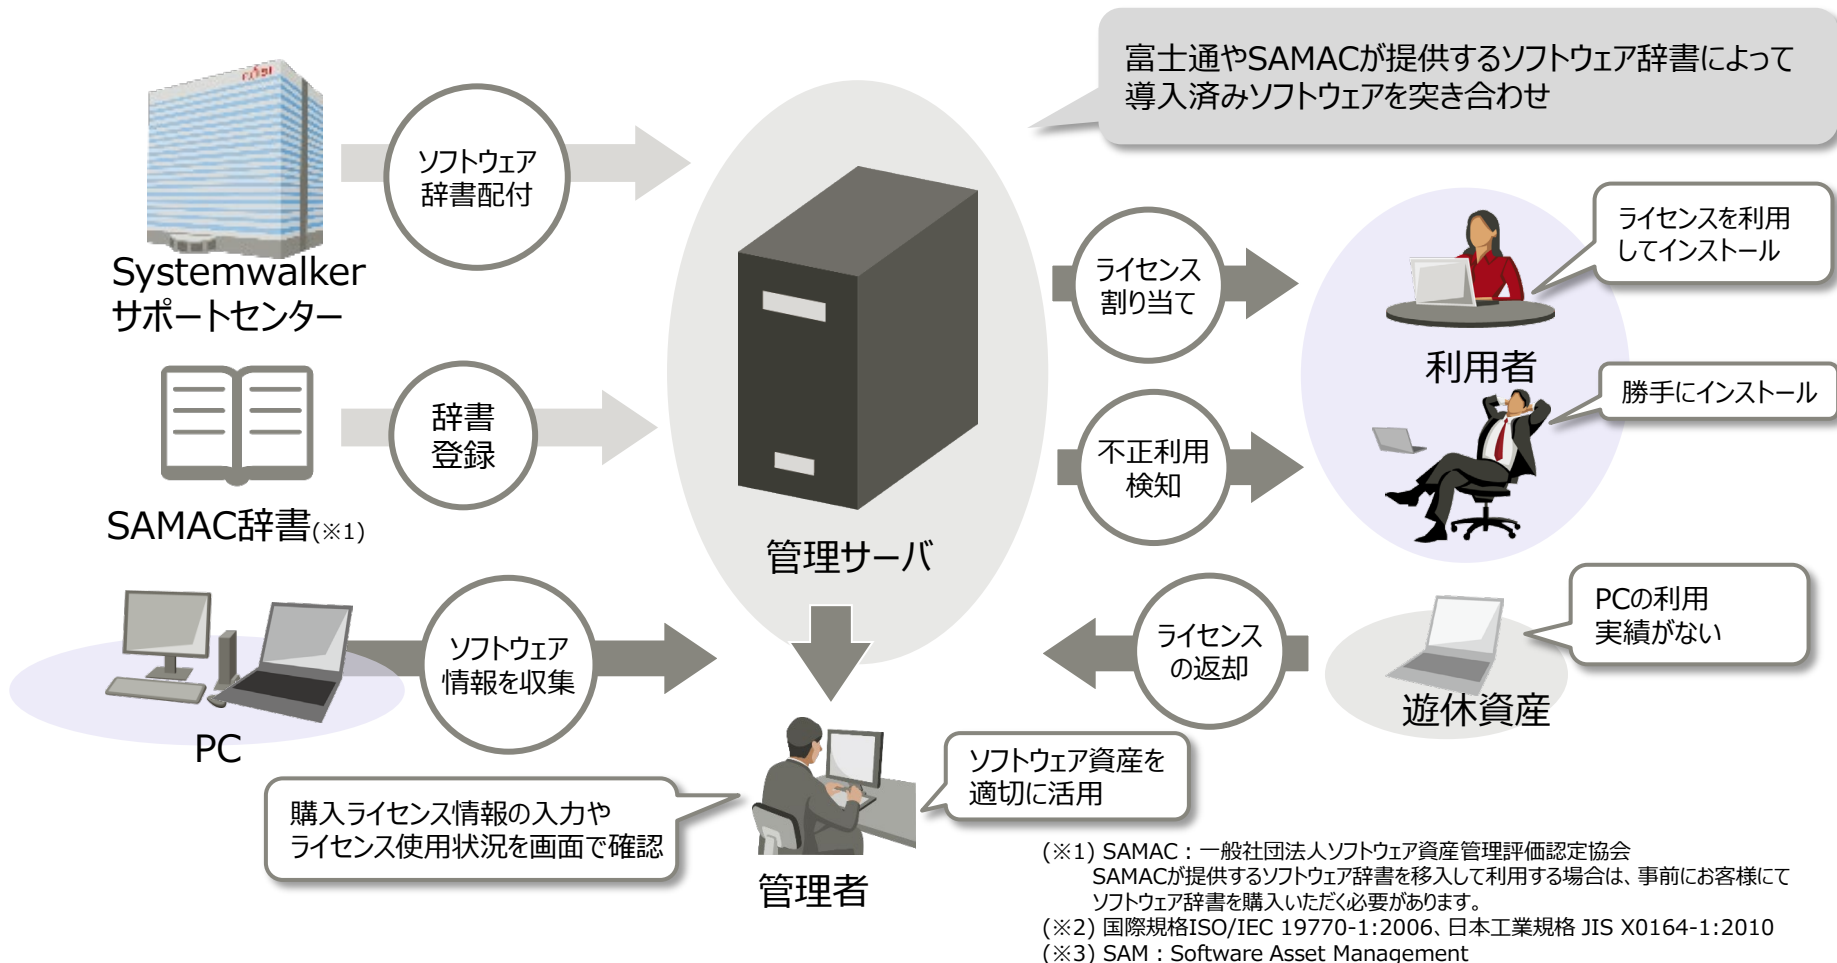 富士通やSAMACが提供するソフトウェア辞書によって
導入済みソフトウェアを突き合わせ
FUJITSU
ソフトウェア
辞書配付
Systemwalker
サポートセンター
辞書
登録
SAMAC辞書(※1)
ソフトウェア
情報を収集
PC
管理サーバ
ライセンス
割り当て
ライセンスを利用
してインストール
利用者
不正利用
検知
勝手にインストール
ライセンス
の返却
PCの利用
実績がない
遊休資産
ソフトウェア資産を
適切に活用
購入ライセンス情報の入力や
ライセンス使用状況を画面で確認
管理者
(※1) SAMAC：一般社団法人ソフトウェア資産管理評価認定協会
SAMACが提供するソフトウェア辞書を移入して利用する場合は、事前にお客様にて
ソフトウェア辞書を購入いただく必要があります。
(※2) 国際規格ISO/IEC 19770-1:2006、日本工業規格 JIS X0164-1:2010
(※3) SAM：Software Asset Management